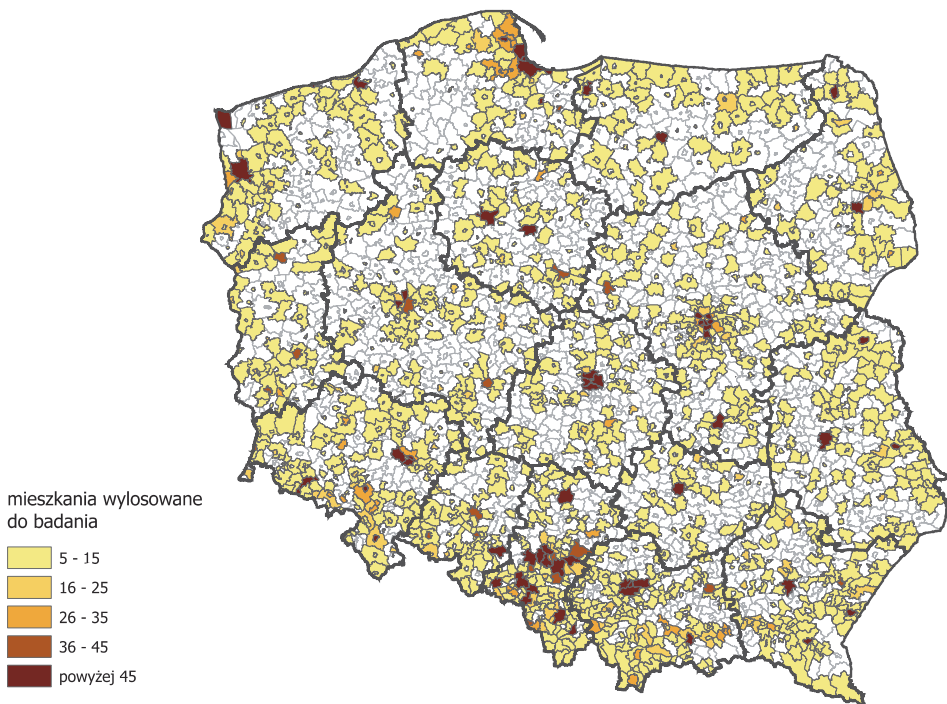 mieszkania wylosowane
do badania
5 - 15
16 - 25
26 - 35
36 - 45
powyżej 45